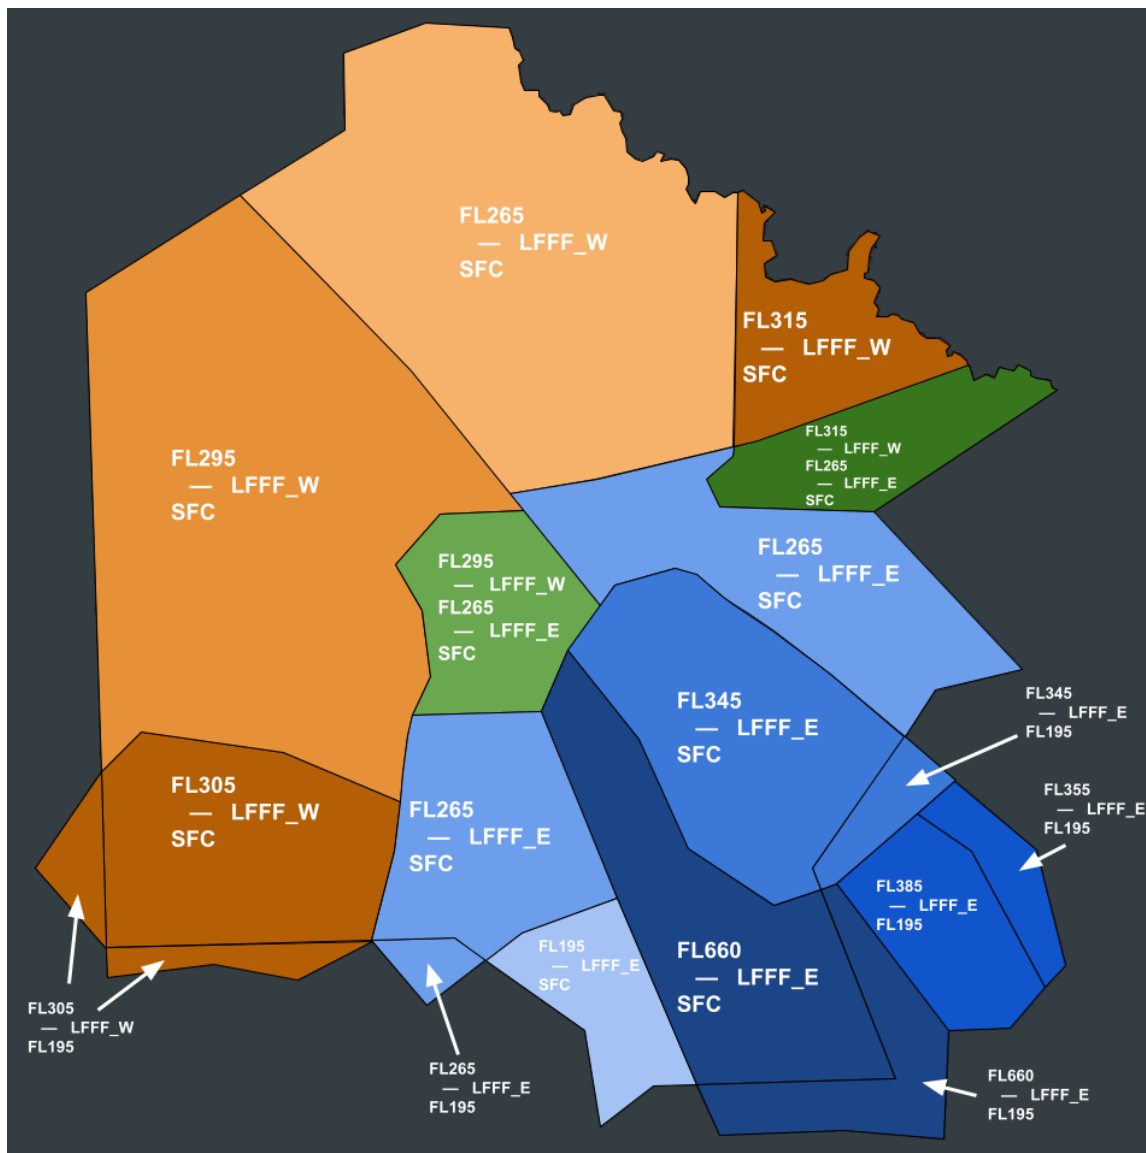 FL265
— LFFF_W
SFC
FL315
— LFFF_W
SFC
FL315
— LFFF_W
FL265
— LFFF_E
SFC
FL295
— LFFF_W
SFC
FL295
— LFFF_W
FL265
— LFFF_E
SFC
FL265
— LFFF_E
SFC
FL345
— LFFF_E
SFC
FL345
— LFFF_E
FL195
FL305
— LFFF_W
SFC
FL265
— LFFF_E
SFC
FL355
— LFFF_E
FL195
FL385
— LFFF_E
FL195
FL195
— LFFF_E
SFC
FL660
— LFFF_E
SFC
FL305
— LFFF_W
FL195
FL265
— LFFF_E
FL195
FL660
— LFFF_E
FL195